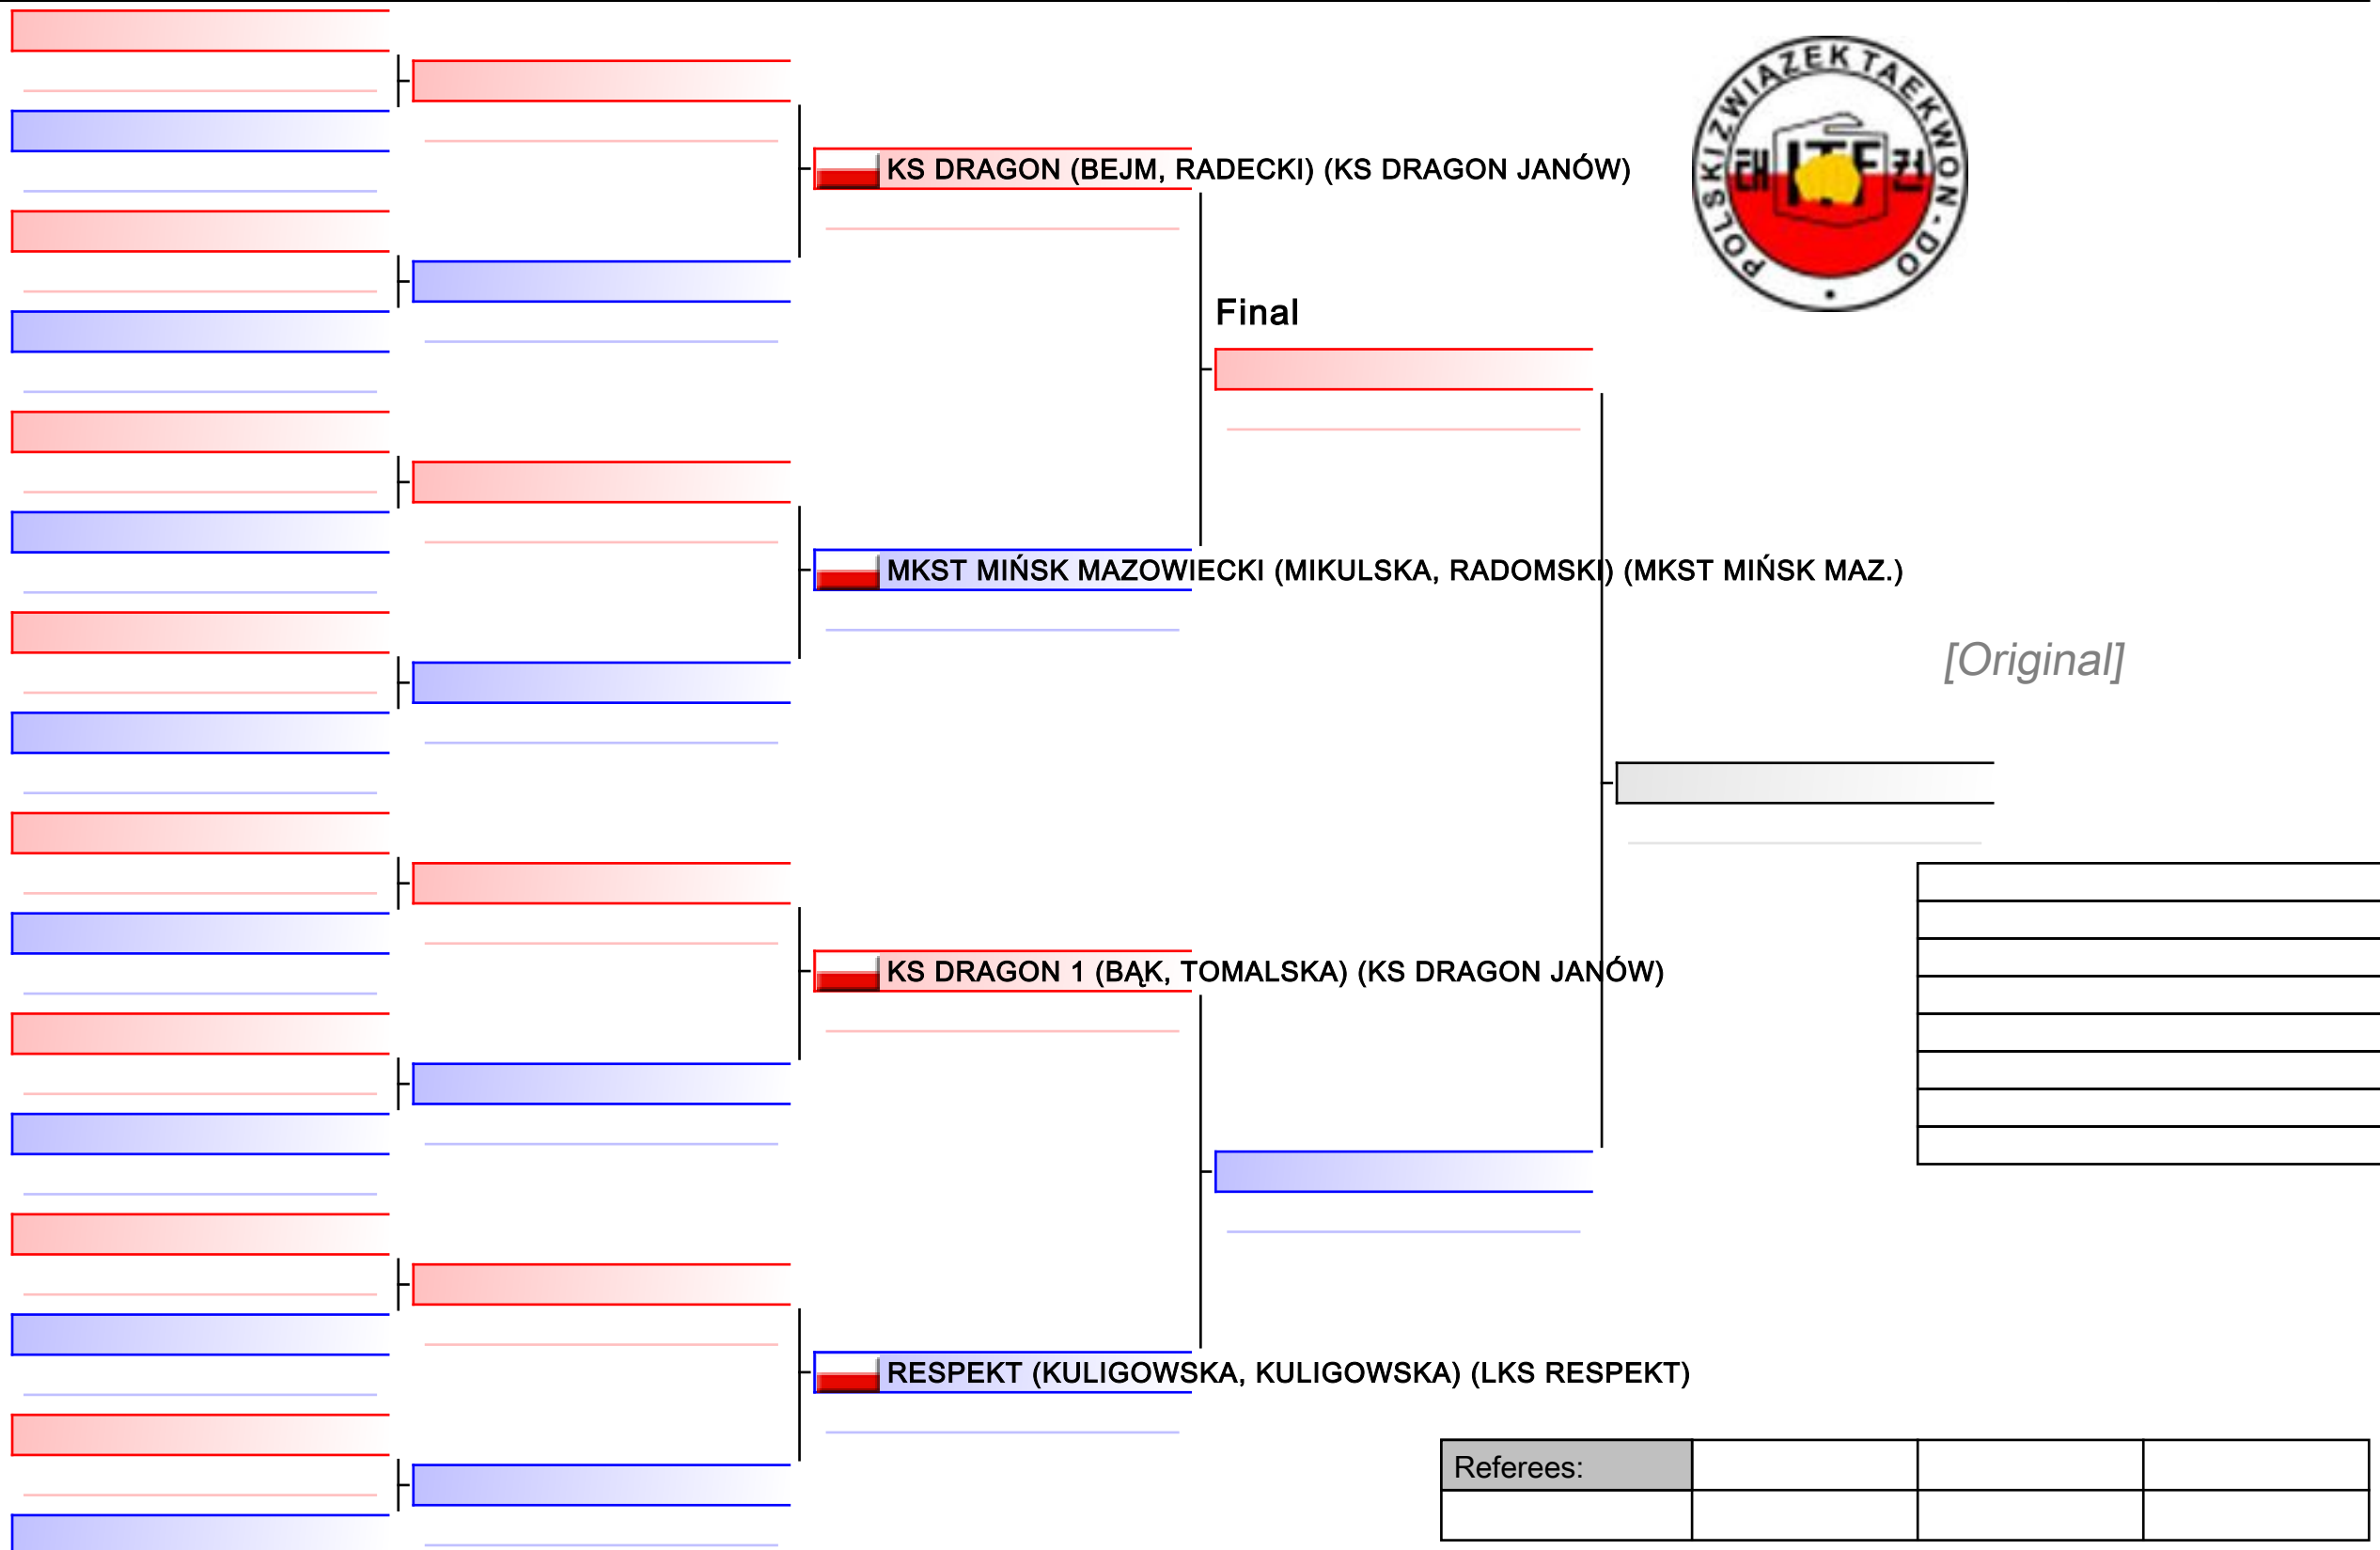 POLSKI ZWIAZEK TAEKWON-DO
ITF
KS DRAGON (BEJM, RADECKI) (KS DRAGON JANÓW)
Final
MKST MIŃSK MAZOWIECKI (MIKULSKA, RADOMSKI) (MKST MIŃSK MAZ.)
[Original]
KS DRAGON 1 (BĄK, TOMALSKA) (KS DRAGON JANÓW)
RESPEKT (KULIGOWSKA, KULIGOWSKA) (LKS RESPEKT)
Referees: